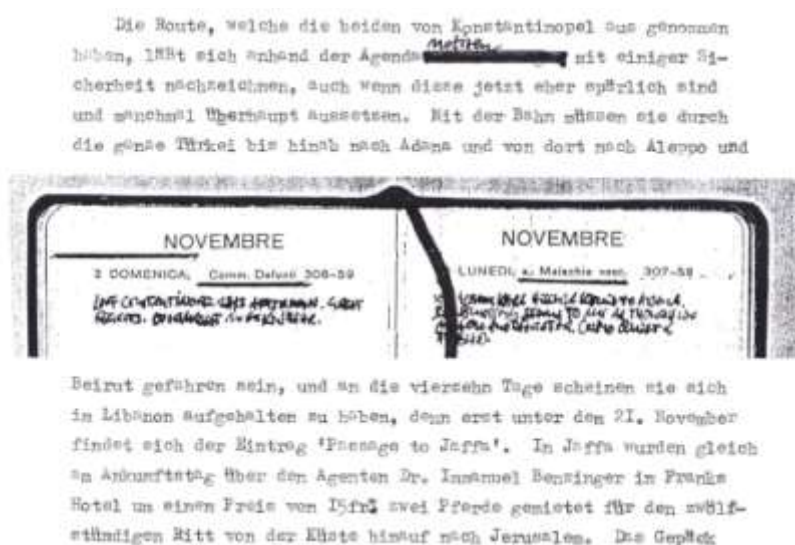 Die Route, welche die beiden von Konstantinopel aus genommen
haben, läßt sich anhand der Agenda notizen mit einiger Si-
cherheit nachzeichnen, auch wenn diese jetzt eher spärlich sind
und manchmal überhaupt aussetzen. Mit der Bahn müssen sie durch
die ganze Türkei bis hinab nach Adana und von dort nach Aleppo und
NOVEMBRE
2 DOMENICA, Comm. Defunti 306-59
NOVEMBRE
LUNEDI, s. Malachia vesc. 307-58
Beirut gefahren sein, und an die vierzehn Tage scheinen sie sich
in Libanon aufgehalten zu haben, denn erst unter dem 21. November
findet sich der Eintrag 'Passage to Jaffa'. In Jaffa wurden gleich
am Ankunftstag über den Agenten Dr. Immanuel Benzinger in Franks
Hotel um einen Preis von 15frs zwei Pferde gemietet für den zwölf-
stündigen Ritt von der Küste hinauf nach Jerusalem. Das Gepäck